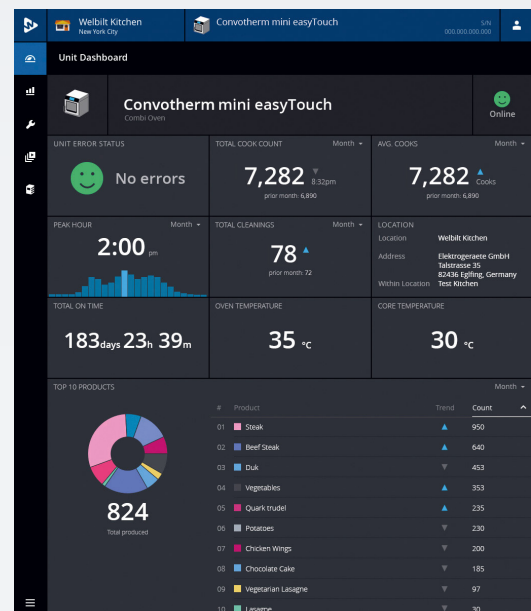 Welbilt Kitchen
New York City
Convotherm mini easyTouch
S/N
000.000.000.000
Unit Dashboard
Convotherm mini easyTouch
Combi Oven
Online
UNIT ERROR STATUS
No errors
TOTAL COOK COUNT Month
7,282 8:32pm
prior month: 6,890
AVG. COOKS Month
7,282 Cooks
prior month: 6,890
PEAK HOUR Month
2:00 pm
TOTAL CLEANINGS Month
78
prior month: 72
LOCATION
Location Welbilt Kitchen
Address Elektrogeraete GmbH
Talstrasse 35
82436 Eglfing, Germany
Within Location Test Kitchen
TOTAL ON TIME
183days 23h 39m
OVEN TEMPERATURE
35 °C
CORE TEMPERATURE
30 °C
TOP 10 PRODUCTS Month
824
Total produced
# Product Trend Count
01 Steak 950
02 Beef Steak 640
03 Duk 453
04 Vegetables 353
05 Quark trudel 235
06 Potatoes 230
07 Chicken Wings 200
08 Chocolate Cake 185
09 Vegetarian Lasagne 97
10 Lasagne 30